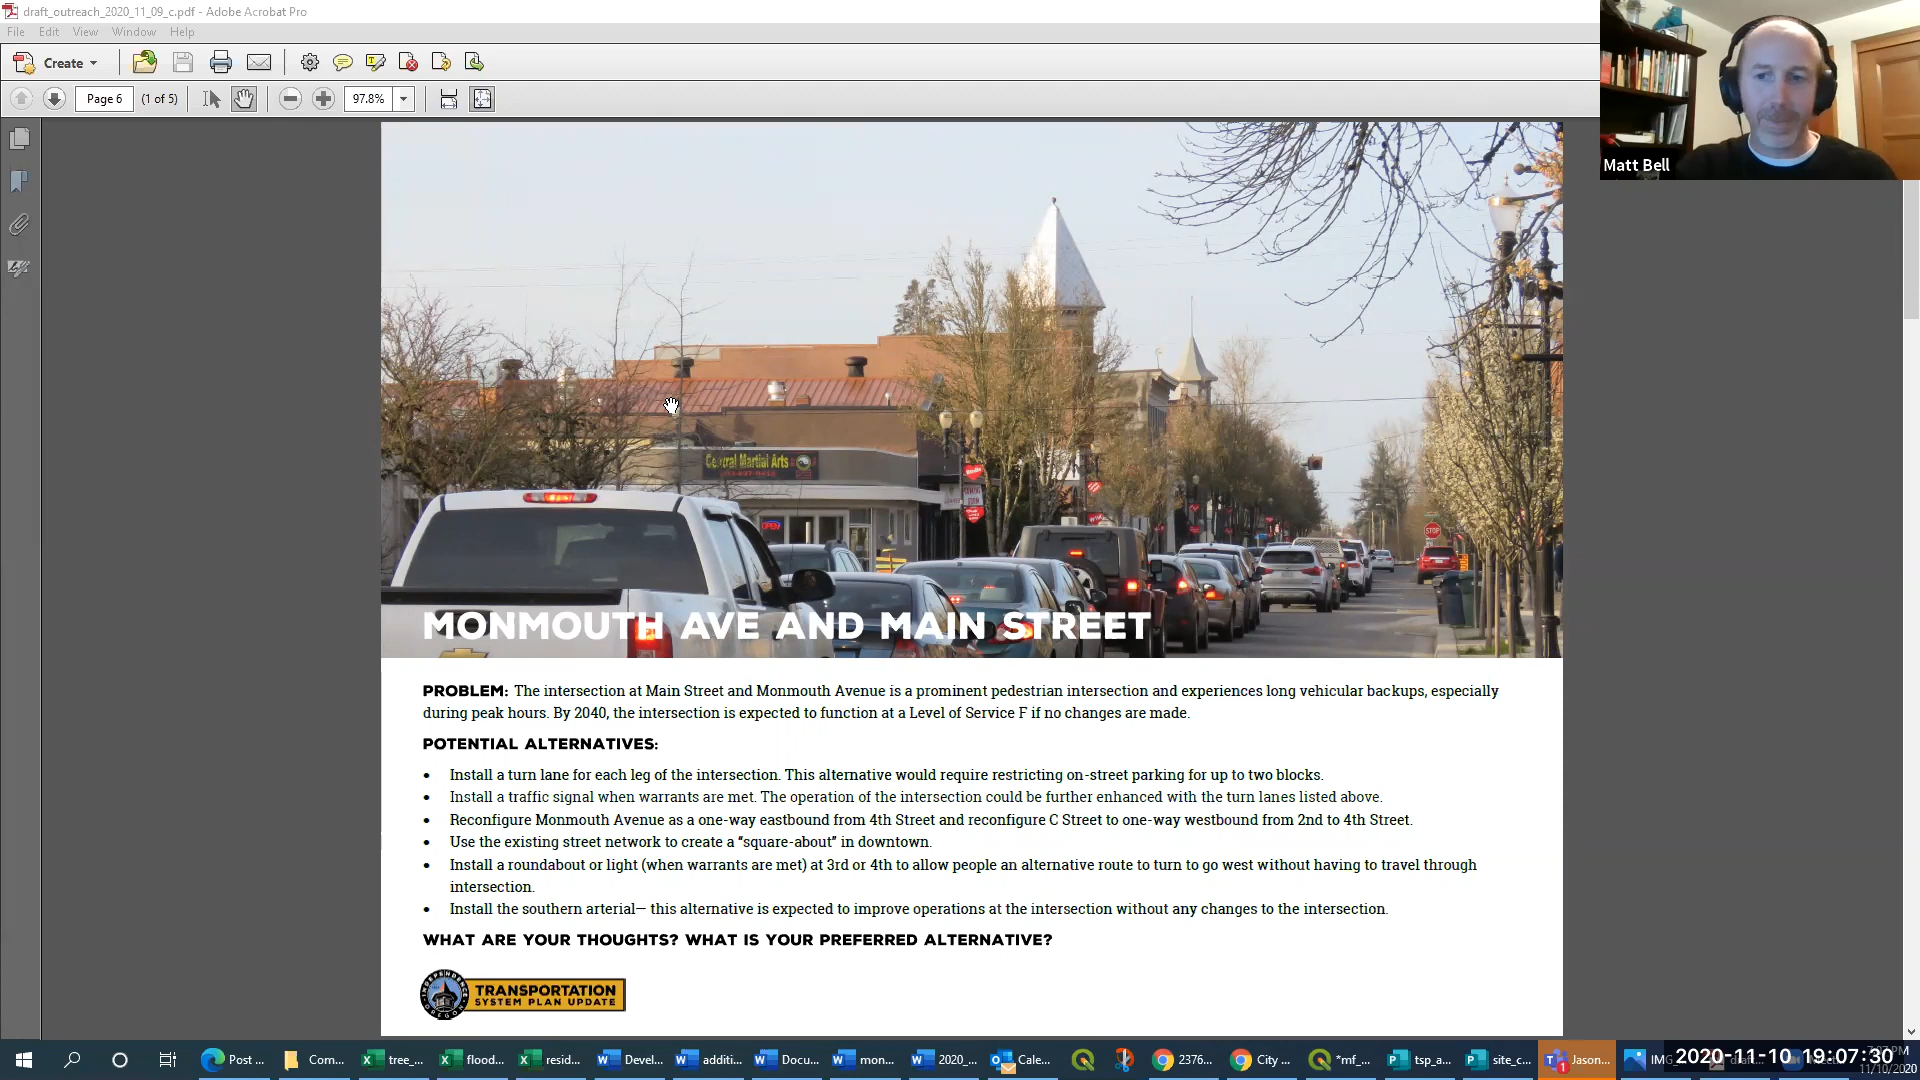 draft_outreach_2020_11_09_c.pdf - Adobe Acrobat Pro
File Edit View Window Help
Create
Page 6 (1 of 5) 97.8%
Matt Bell
Central Martial Arts
OPEN
STOP
MONMOUTH AVE AND MAIN STREET
PROBLEM: The intersection at Main Street and Monmouth Avenue is a prominent pedestrian intersection and experiences long vehicular backups, especially
during peak hours. By 2040, the intersection is expected to function at a Level of Service F if no changes are made.
POTENTIAL ALTERNATIVES:
• Install a turn lane for each leg of the intersection. This alternative would require restricting on-street parking for up to two blocks.
• Install a traffic signal when warrants are met. The operation of the intersection could be further enhanced with the turn lanes listed above.
• Reconfigure Monmouth Avenue as a one-way eastbound from 4th Street and reconfigure C Street to one-way westbound from 2nd to 4th Street.
• Use the existing street network to create a “square-about” in downtown.
• Install a roundabout or light (when warrants are met) at 3rd or 4th to allow people an alternative route to turn to go west without having to travel through
intersection.
• Install the southern arterial— this alternative is expected to improve operations at the intersection without any changes to the intersection.
WHAT ARE YOUR THOUGHTS? WHAT IS YOUR PREFERRED ALTERNATIVE?
INDEPENDENCE
OREGON
TRANSPORTATION
SYSTEM PLAN UPDATE
Post ... Com... tree_... flood... resid... Devel... additi... Docu... mon... 2020_... Cale... 2376... City ... *mf_... tsp_a... site_c... Jason... IMG
2020-11-10 19:07:30
11/10/2020